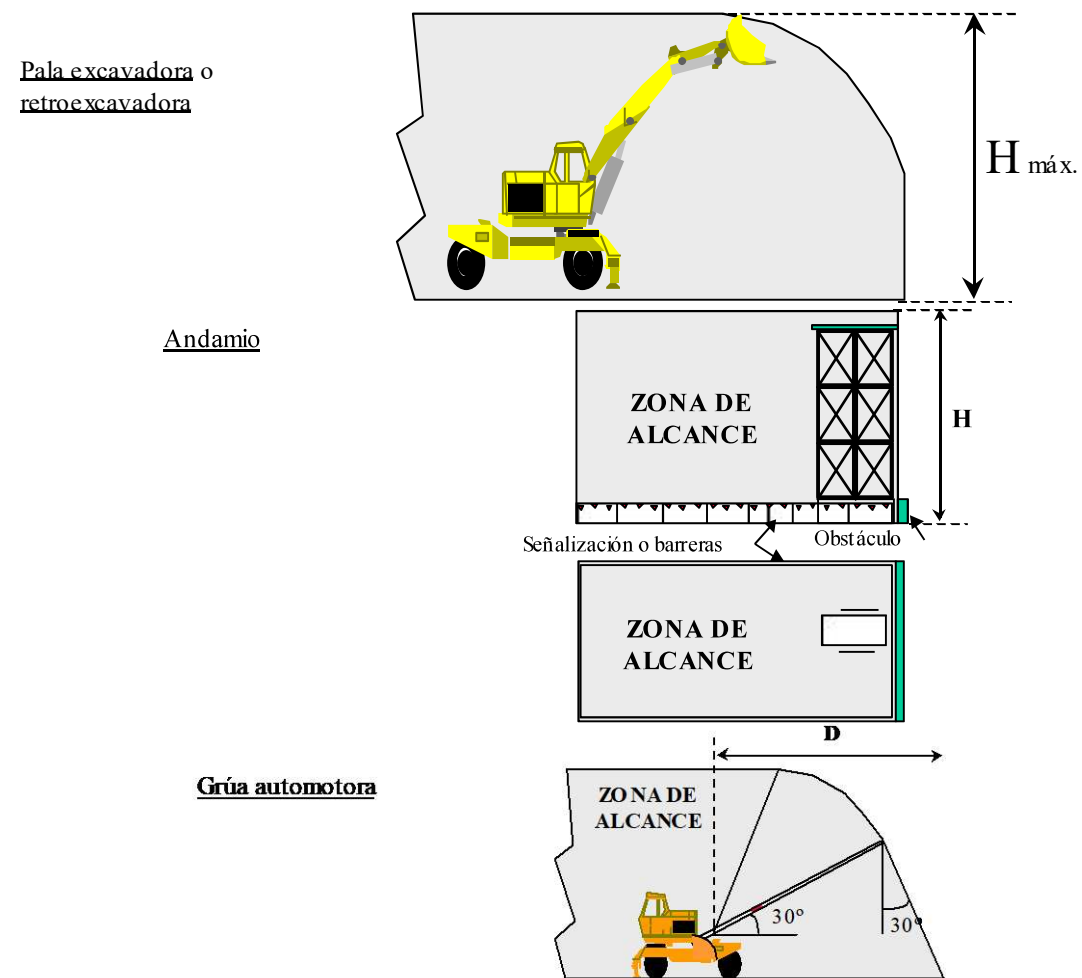 Pala excavadora o
retroexcavadora
H máx.
Andamio
ZONA DE
ALCANCE
H
Señalización o barreras
Obstáculo
ZONA DE
ALCANCE
D
Grúa automotora
ZONA DE
ALCANCE
30º
30º